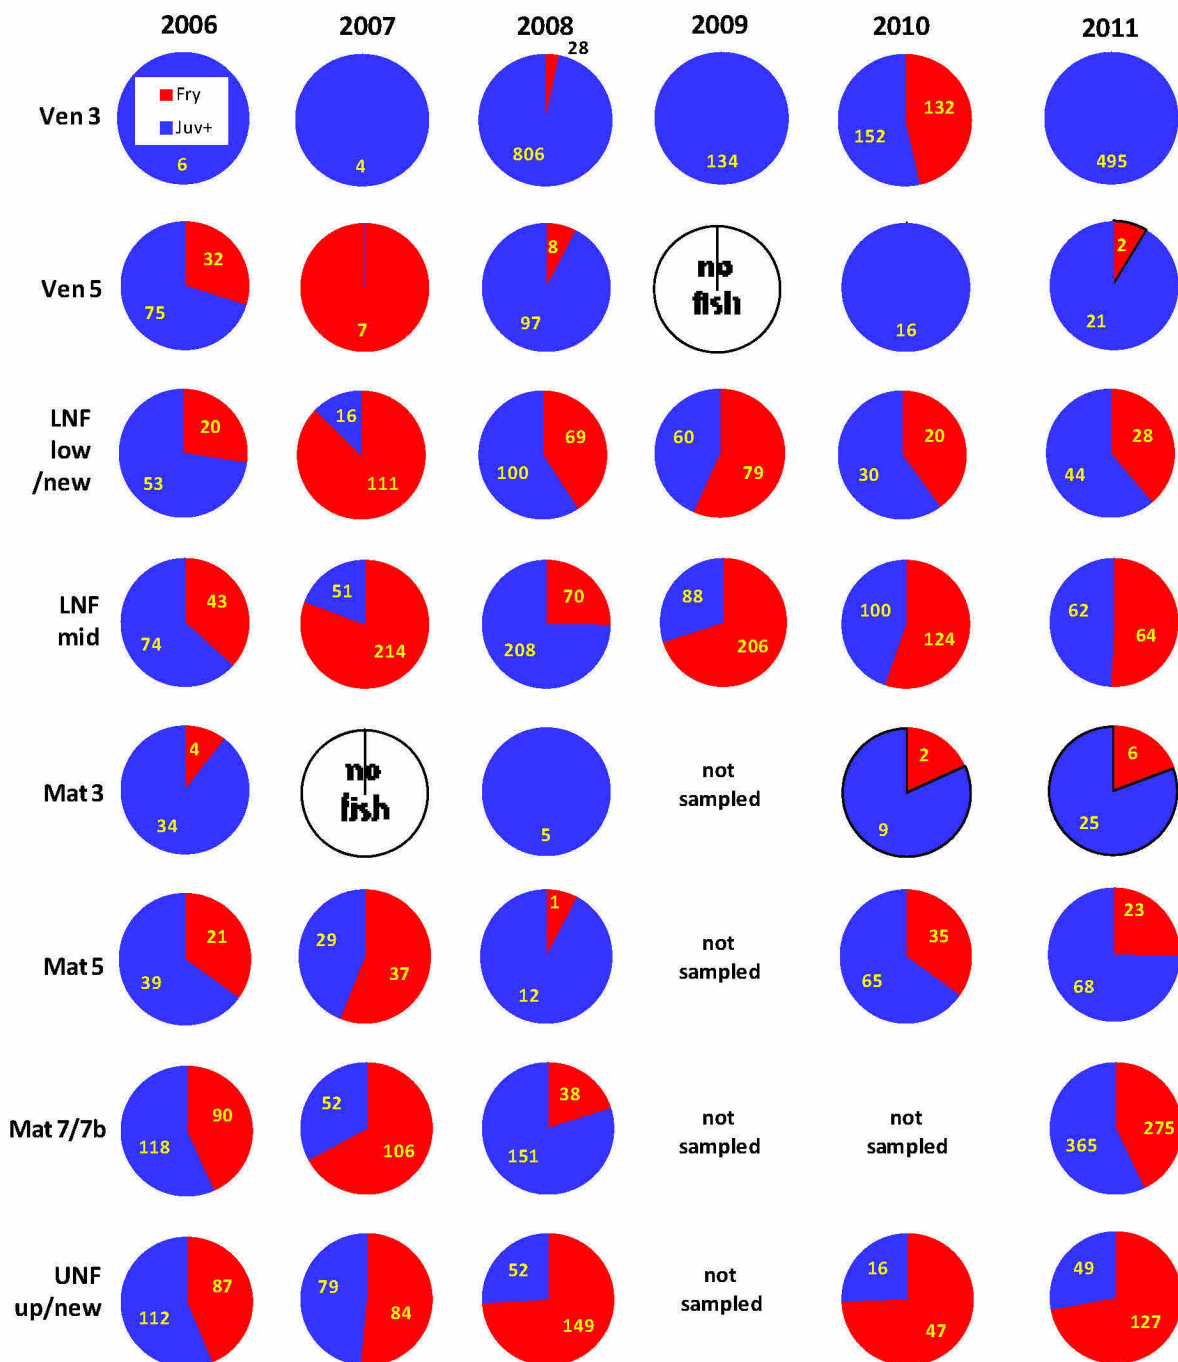 2006 2007 2008 2009 2010 2011
28
Ven 3
Fry
Juv+
6 4 806 134 152 132 495
Ven 5
32 75 7 8 97
no
fish
16 2 21
LNF
low
/new
20 53 16 111 69 100 60 79 20 30 28 44
LNF
mid
43 74 51 214 70 208 88 206 100 124 62 64
Mat 3
4 34
no
fish
5
not
sampled
2 9 6 25
Mat 5
21 39 29 37 1 12
not
sampled
35 65 23 68
Mat 7/7b
90 118 52 106 38 151
not
sampled
not
sampled
275 365
UNF
up/new
87 112 79 84 52 149
not
sampled
16 47 49 127